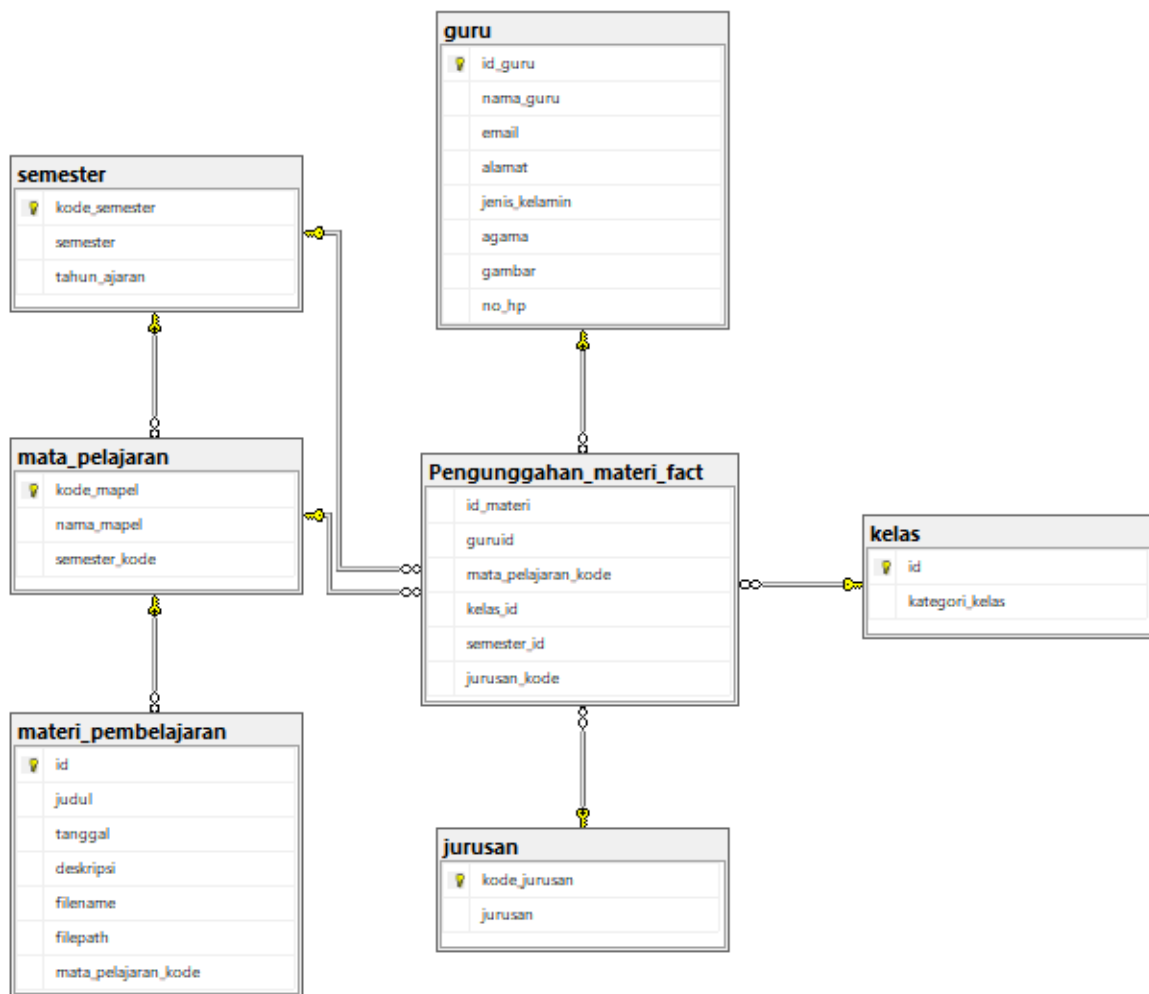 guru
id_guru
nama_guru
email
alamat
jenis_kelamin
agama
gambar
no_hp
semester
kode_semester
semester
tahun_ajaran
mata_pelajaran
kode_mapel
nama_mapel
semester_kode
Pengunggahan_materi_fact
id_materi
guruid
mata_pelajaran_kode
kelas_id
semester_id
jurusan_kode
kelas
id
kategori_kelas
materi_pembelajaran
id
judul
tanggal
deskripsi
filename
filepath
mata_pelajaran_kode
jurusan
kode_jurusan
jurusan